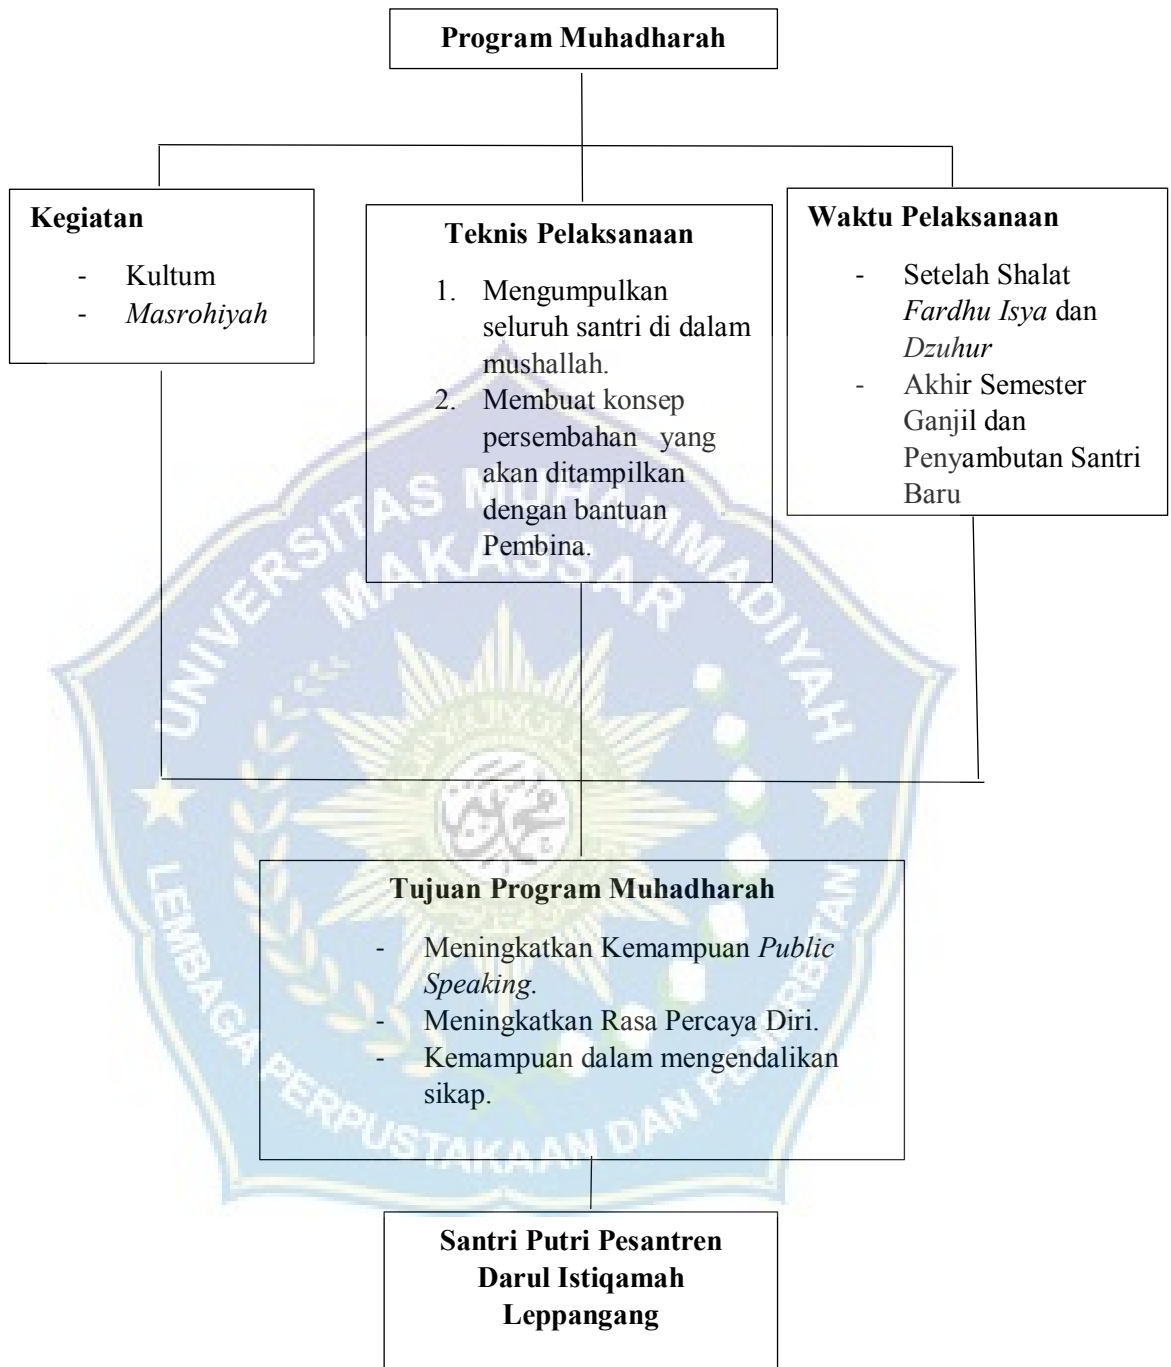 Program Muhadharah
Kegiatan
- Kultum
- Masrohiyah
Teknis Pelaksanaan
1. Mengumpulkan
seluruh santri di dalam
mushallah.
2. Membuat konsep
persembahan yang
akan ditampilkan
dengan bantuan
Pembina.
Waktu Pelaksanaan
- Setelah Shalat
Fardhu Isya dan
Dzuhur
- Akhir Semester
Ganjil dan
Penyambutan Santri
Baru
Tujuan Program Muhadharah
- Meningkatkan Kemampuan Public
Speaking.
- Meningkatkan Rasa Percaya Diri.
- Kemampuan dalam mengendalikan
sikap.
Santri Putri Pesantren
Darul Istiqamah
Leppangang
UNIVERSITAS MUHAMMADIYAH
MAKASSAR
LEMBAGA PERPUSTAKAAN DAN PENERBITAN